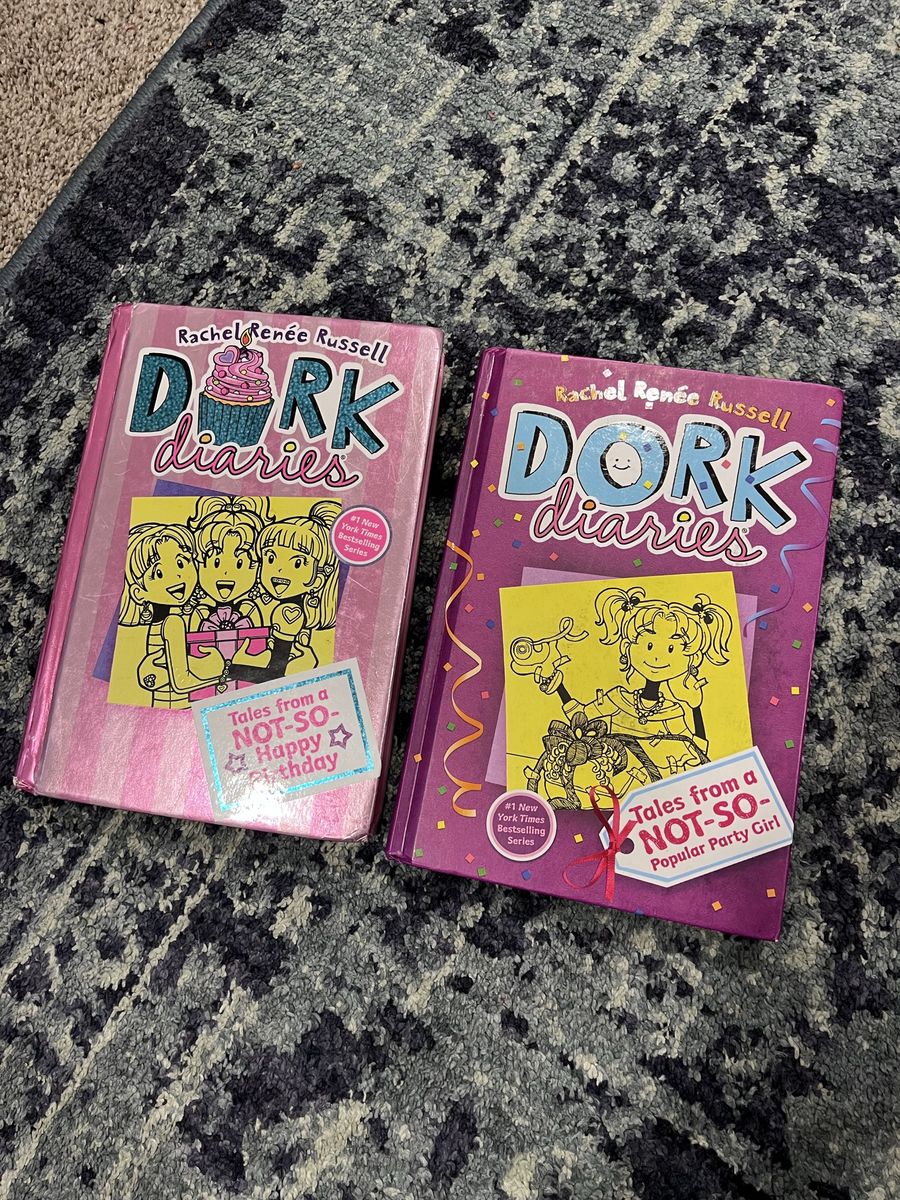 Rachel Renée Russell
DORK
diaries®
#1 New
York Times
Bestselling
Series
Tales from a
NOT-SO-
Happy
Birthday
Rachel Renée Russell
DORK
diaries®
#1 New
York Times
Bestselling
Series
Tales from a
NOT-SO-
Popular Party Girl